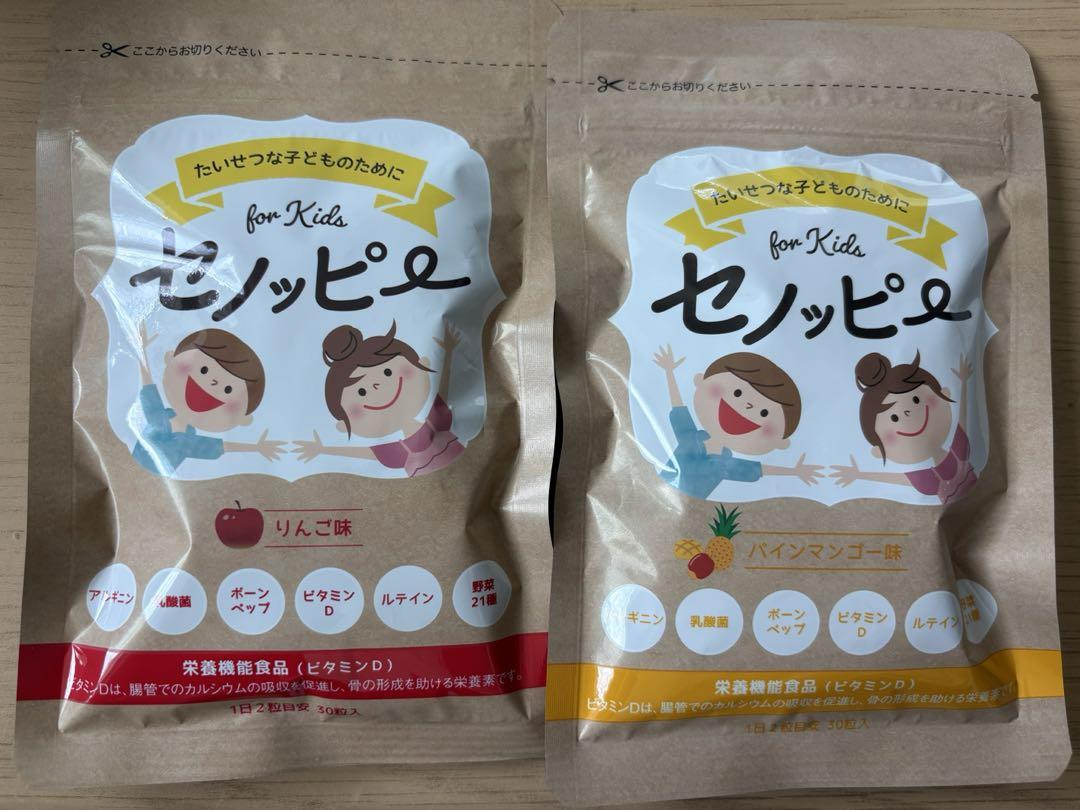 ここからお切りください
たいせつな子どものために
for Kids
セノッピー
りんご味
アルギニン
乳酸菌
ボーン
ペップ
ビタミン
D
ルテイン
野菜
21種
栄養機能食品（ビタミンD）
ビタミンDは、腸管でのカルシウムの吸収を促進し、骨の形成を助ける栄養素です。
1日2粒目安 30粒入
ここからお切りください
たいせつな子どものために
for Kids
セノッピー
パインマンゴー味
ギニン
乳酸菌
ボーン
ペップ
ビタミン
D
ルテイン
21種
栄養機能食品（ビタミンD）
ビタミンDは、腸管でのカルシウムの吸収を促進し、骨の形成を助ける栄養素です
1日2粒目安 30粒入